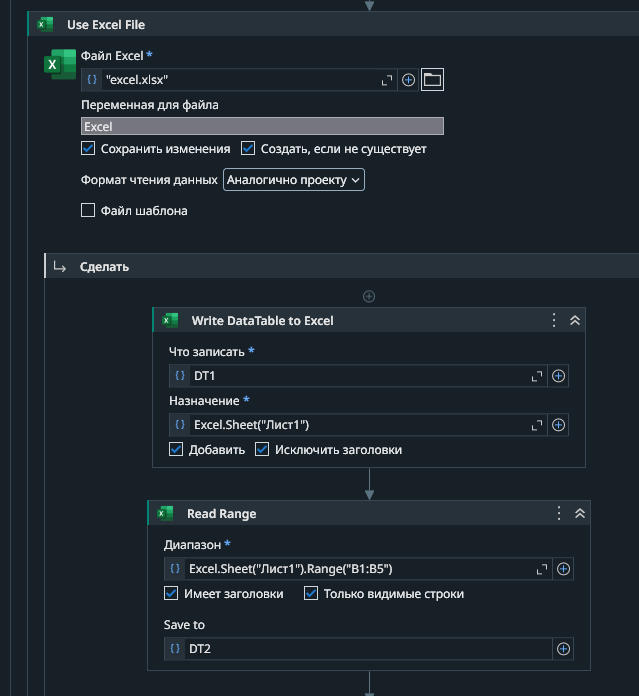 Use Excel File
Файл Excel *
"excel.xlsx"
Переменная для файла
Excel
Сохранить изменения Создать, если не существует
Формат чтения данных Аналогично проекту
Файл шаблона
Сделать
Write DataTable to Excel
Что записать *
DT1
Назначение *
Excel.Sheet("Лист1")
Добавить Исключить заголовки
Read Range
Диапазон *
Excel.Sheet("Лист1").Range("B1:B5")
Имеет заголовки Только видимые строки
Save to
DT2